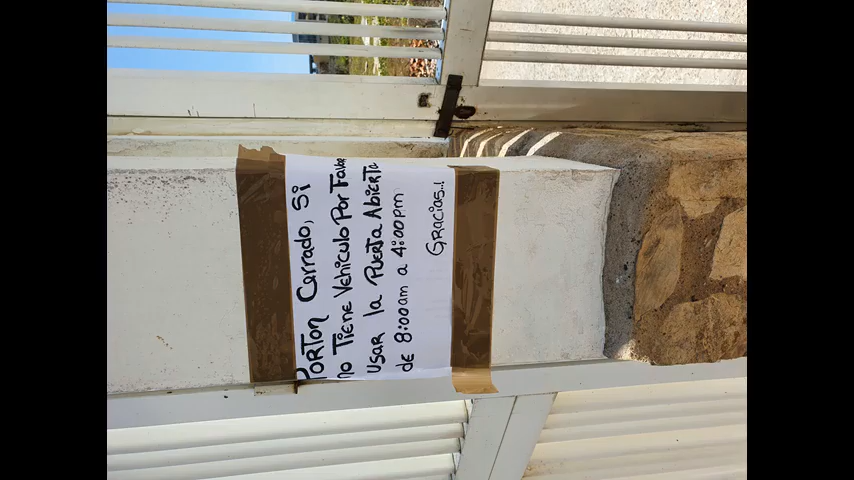 PORTON Cerrado, Si
no Tiene Vehiculo Por Favor
Usar la Puerta Abierta
de 8:00am a 4:00pm
Gracias..!